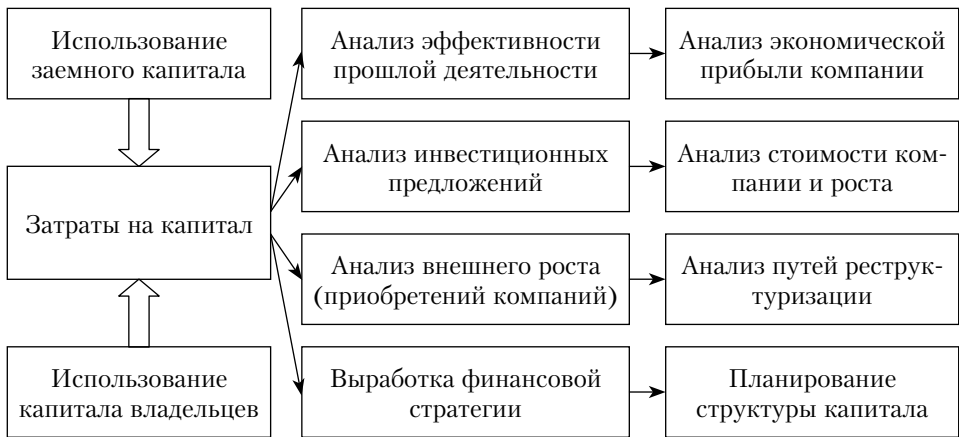 Использование
заемного капитала
Затраты на капитал
Использование
капитала владельцев
Анализ эффективности
прошлой деятельности
Анализ экономической
прибыли компании
Анализ инвестиционных
предложений
Анализ стоимости ком-
пании и роста
Анализ внешнего роста
(приобретений компаний)
Анализ путей реструк-
туризации
Выработка финансовой
стратегии
Планирование
структуры капитала